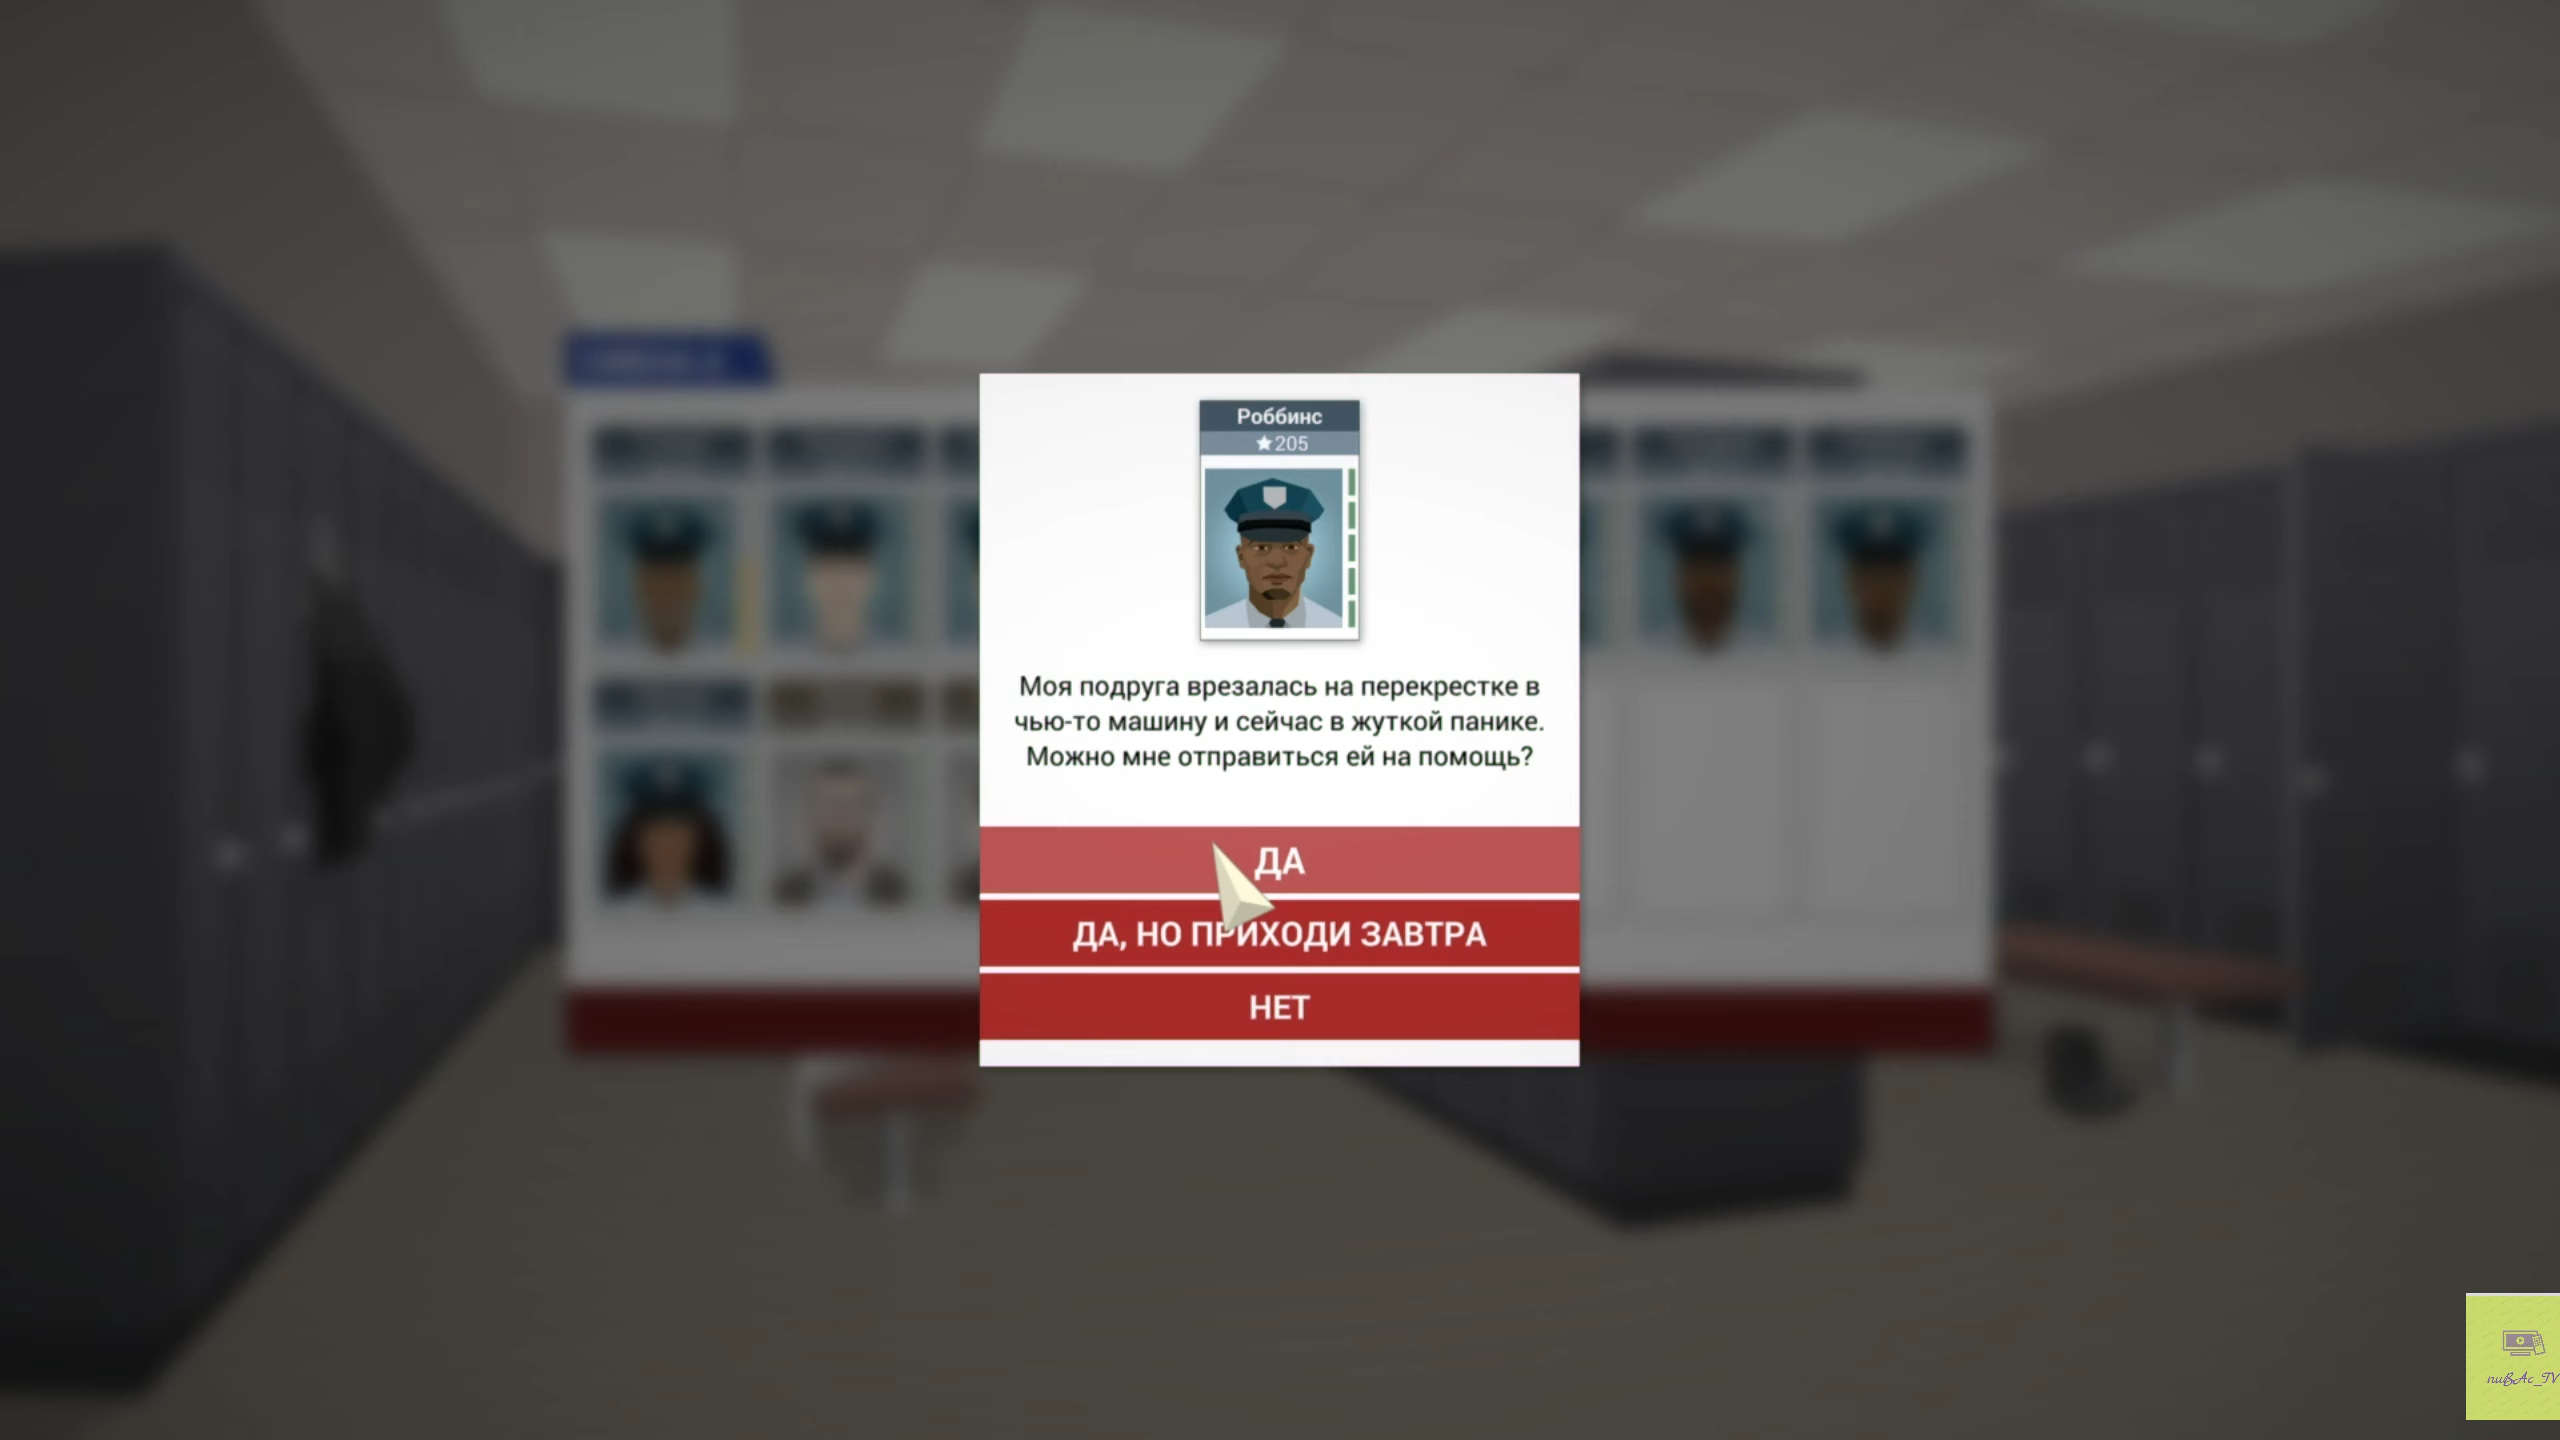 Роббинс
★205
Моя подруга врезалась на перекрестке в
чью-то машину и сейчас в жуткой панике.
Можно мне отправиться ей на помощь?
ДА
ДА, НО ПРИХОДИ ЗАВТРА
НЕТ